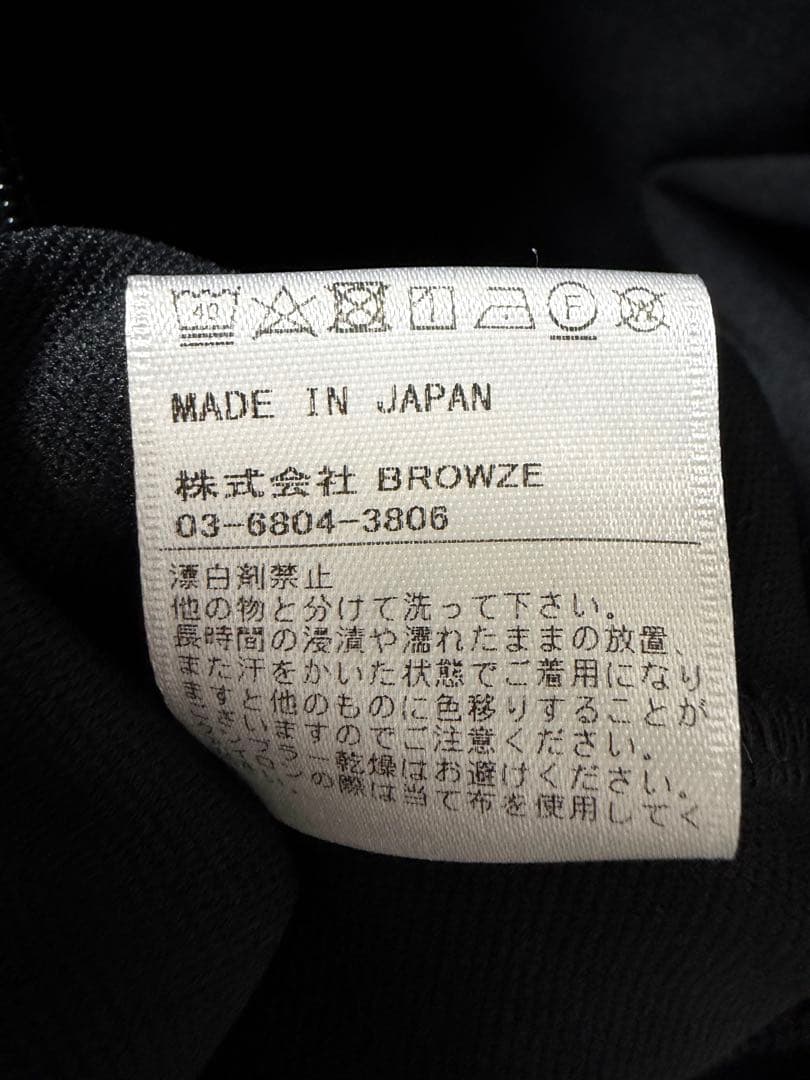 40 F W
MADE IN JAPAN
株式会社 BROWZE
03-6804-3806
漂白剤禁止
他の物と分けて洗って下さい。
長時間の浸漬や濡れたままの放置、
また汗をかいた状態でご着用になり
ますと他のものに色移りすることが
ございますのでご注意ください。
タンブラー乾燥はお避けください。
アイロンの際は当て布を使用してく